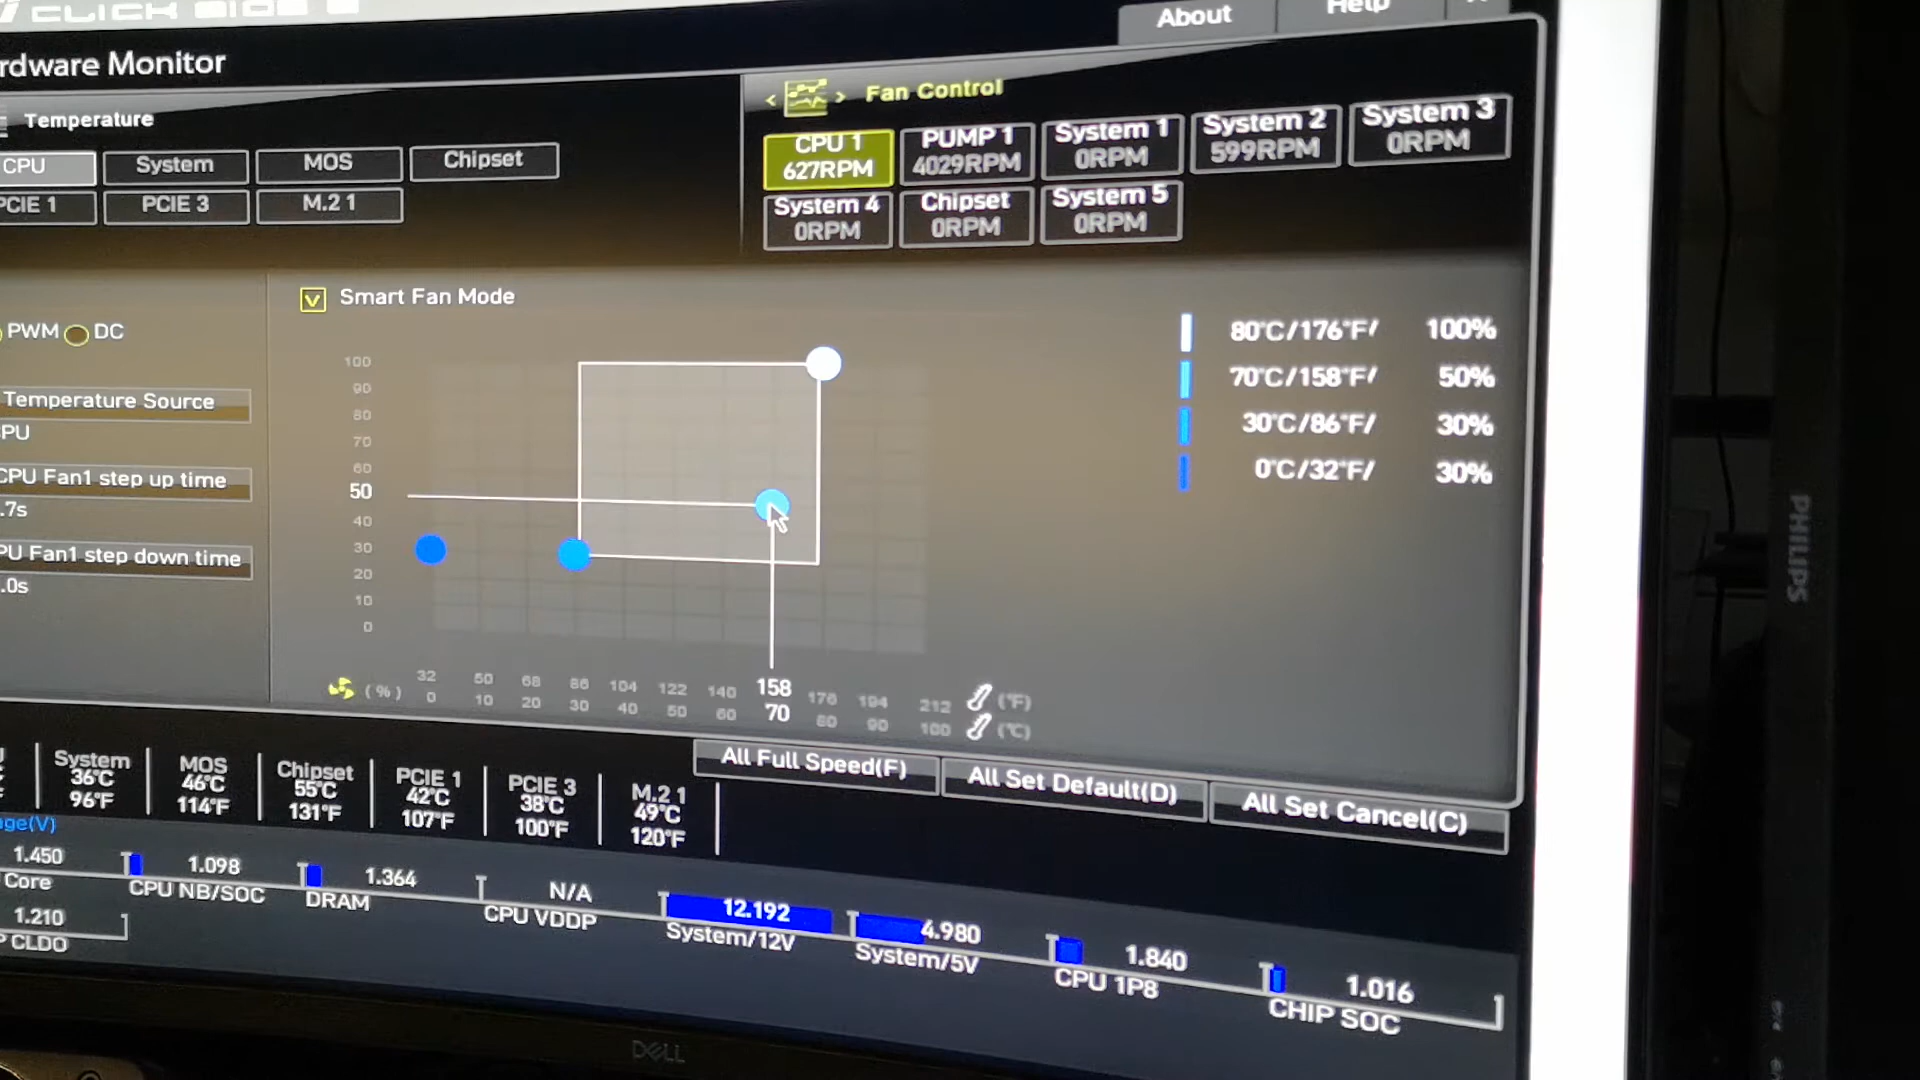 CLICK BIOS 5
rdware Monitor
About
Help
Temperature
CPU
System
MOS
Chipset
PCIE 1
PCIE 3
M.2 1
< > Fan Control
CPU 1
627RPM
PUMP 1
4029RPM
System 1
0RPM
System 2
599RPM
System 3
0RPM
System 4
0RPM
Chipset
0RPM
System 5
0RPM
PWM
DC
Temperature Source
PU
CPU Fan1 step up time
.7s
PU Fan1 step down time
.0s
V Smart Fan Mode
100
90
80
70
60
50
40
30
20
10
0
(%)
32 50 68 86 104 122 140 158 176 194 212 (°F)
0 10 20 30 40 50 60 70 80 90 100 (°C)
80°C/176°F/ 100%
70°C/158°F/ 50%
30°C/86°F/ 30%
0°C/32°F/ 30%
All Full Speed(F)
All Set Default(D)
All Set Cancel(C)
System
36°C
96°F
MOS
46°C
114°F
Chipset
55°C
131°F
PCIE 1
42°C
107°F
PCIE 3
38°C
100°F
M.2 1
49°C
120°F
age(V)
1.450
Core
1.098
CPU NB/SOC
1.364
DRAM
N/A
CPU VDDP
12.192
System/12V
4.980
System/5V
1.840
CPU 1P8
1.016
CHIP SOC
1.210
P CLDO
DELL
PHILIPS